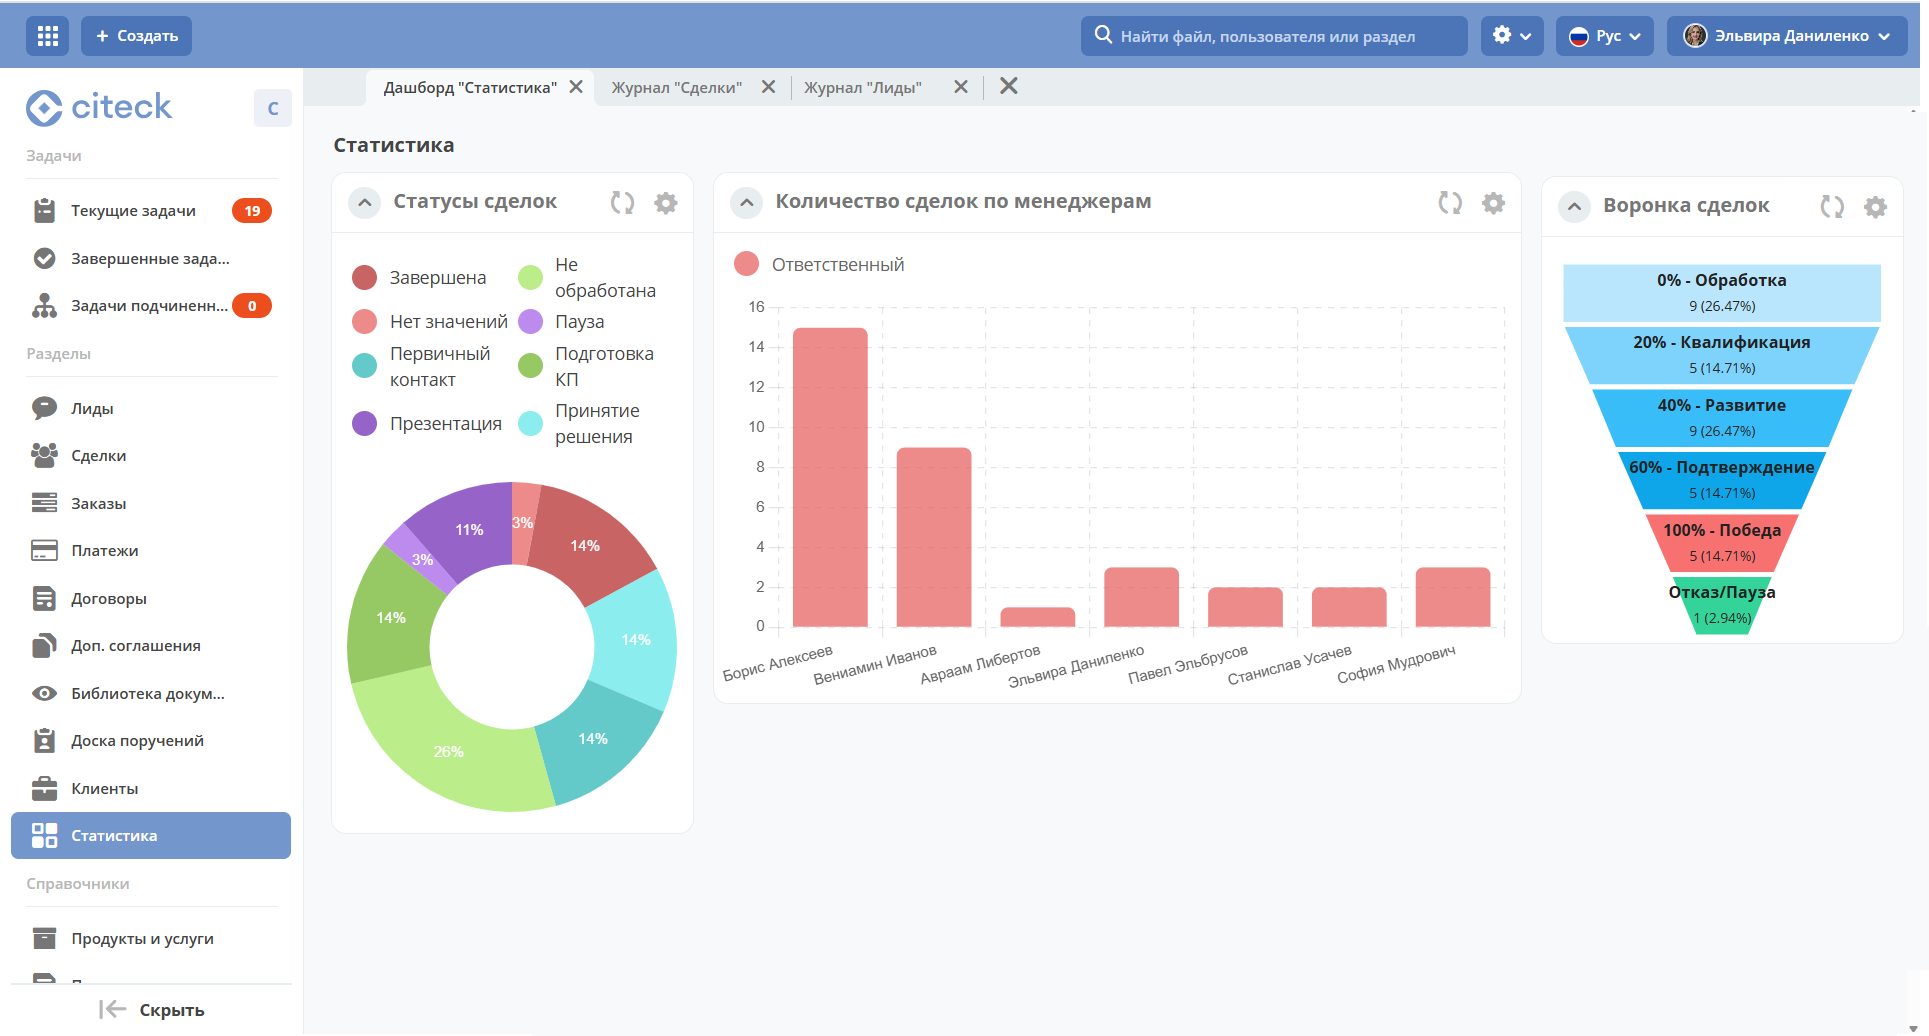 Создать
Найти файл, пользователя или раздел
Рус
Эльвира Даниленко
citeck
С
Дашборд "Статистика"
Журнал "Сделки"
Журнал "Лиды"
Задачи
Текущие задачи 19
Завершенные зада...
Задачи подчиненн... 0
Разделы
Лиды
Сделки
Заказы
Платежи
Договоры
Доп. соглашения
Библиотека докум...
Доска поручений
Клиенты
Статистика
Справочники
Продукты и услуги
Скрыть
Статистика
Статусы сделок
Завершена
Не
обработана
Нет значений
Пауза
Первичный
контакт
Подготовка
КП
Презентация
Принятие
решения
3%
14%
14%
14%
26%
14%
3%
11%
Количество сделок по менеджерам
Ответственный
16
14
12
10
8
6
4
2
0
Борис Алексеев
Вениамин Иванов
Авраам Либертов
Эльвира Даниленко
Павел Эльбрусов
Станислав Усачев
София Мудрович
Воронка сделок
0% - Обработка
9 (26.47%)
20% - Квалификация
5 (14.71%)
40% - Развитие
9 (26.47%)
60% - Подтверждение
5 (14.71%)
100% - Победа
5 (14.71%)
Отказ/Пауза
1 (2.94%)